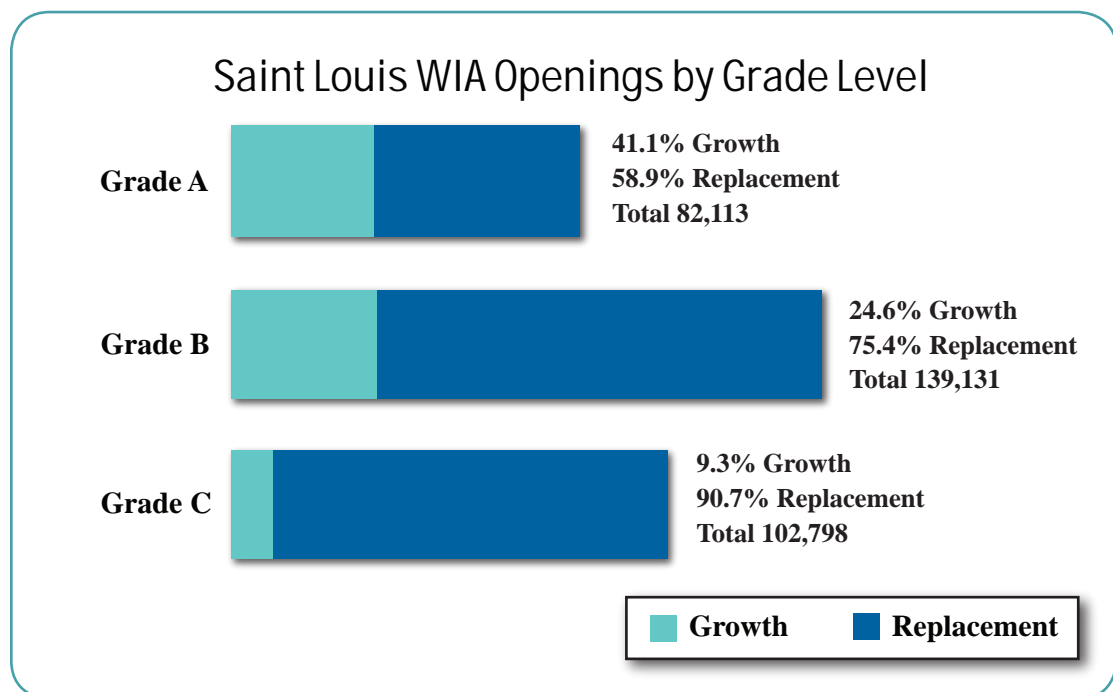 Saint Louis WIA Openings by Grade Level
Grade A
41.1% Growth
58.9% Replacement
Total 82,113
Grade B
24.6% Growth
75.4% Replacement
Total 139,131
Grade C
9.3% Growth
90.7% Replacement
Total 102,798
Growth
Replacement